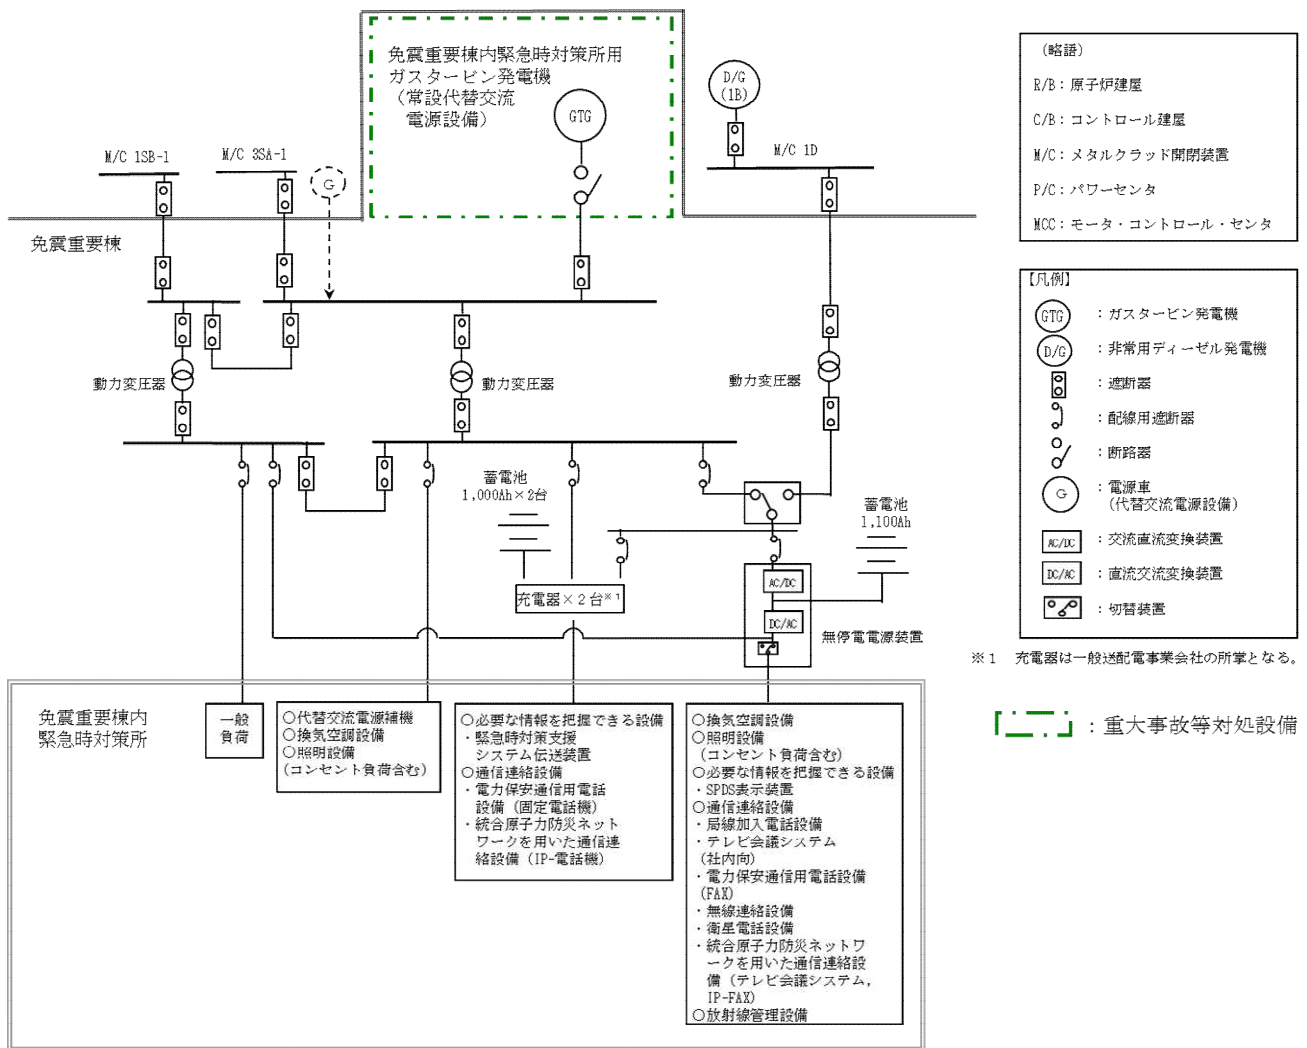 免震重要棟内緊急時対策所用
ガスタービン発電機
(常設代替交流
電源設備)
GTG
D/G
(1B)
M/C 1SB-1
M/C 3SA-1
G
M/C 1D
免震重要棟
動力変圧器
動力変圧器
動力変圧器
蓄電池
1,000Ah×2台
蓄電池
1,100Ah
充電器×2台※1
AC/DC
DC/AC
無停電電源装置
免震重要棟内
緊急時対策所
一般
負荷
○代替交流電源補機
○換気空調設備
○照明設備
(コンセント負荷含む)
○必要な情報を把握できる設備
・緊急時対策支援
システム伝送装置
○通信連絡設備
・電力保安通信用電話
設備(固定電話機)
・統合原子力防災ネット
ワークを用いた通信連
絡設備(IP-電話機)
○換気空調設備
○照明設備
(コンセント負荷含む)
○必要な情報を把握できる設備
・SPDS表示装置
○通信連絡設備
・局線加入電話設備
・テレビ会議システム
(社内向)
・電力保安通信用電話設備
(FAX)
・無線連絡設備
・衛星電話設備
・統合原子力防災ネットワ
ークを用いた通信連絡設
備(テレビ会議システム,
IP-FAX)
○放射線管理設備
(略語)
R/B:原子炉建屋
C/B:コントロール建屋
M/C:メタルクラッド開閉装置
P/C:パワーセンタ
MCC:モータ・コントロール・センタ
【凡例】
GTG :ガスタービン発電機
D/G :非常用ディーゼル発電機
:遮断器
:配線用遮断器
:断路器
G :電源車
(代替交流電源設備)
AC/DC :交流直流変換装置
DC/AC :直流交流変換装置
:切替装置
※1 充電器は一般送配電事業会社の所掌となる。
:重大事故等対処設備